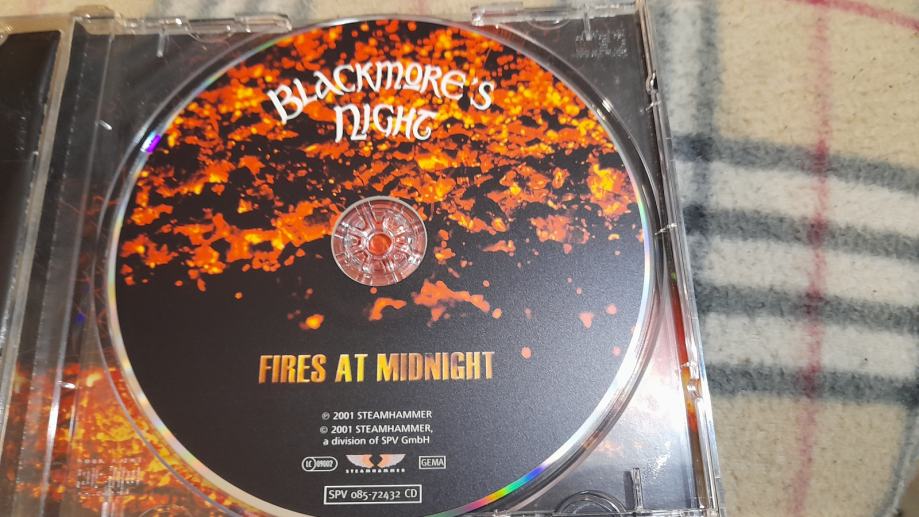 BLACKMORE'S
NIGHT
FIRES AT MIDNIGHT
℗ 2001 STEAMHAMMER
© 2001 STEAMHAMMER,
a division of SPV GmbH
LC 09002 STEAMHAMMER GEMA
SPV 085-72432 CD